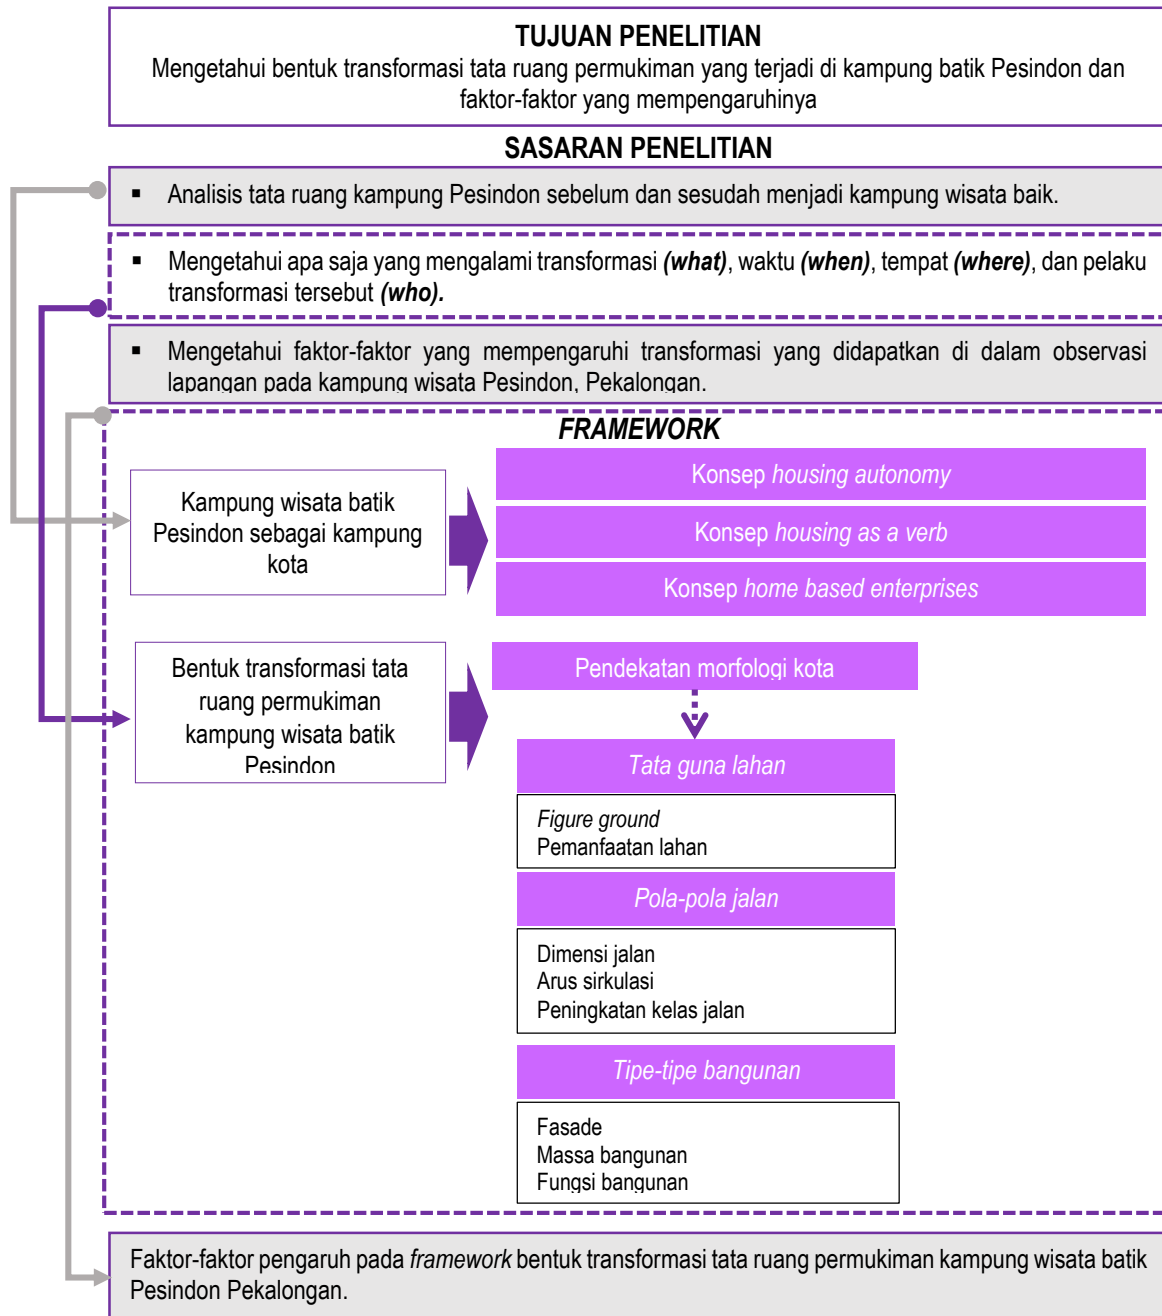 TUJUAN PENELITIAN
Mengetahui bentuk transformasi tata ruang permukiman yang terjadi di kampung batik Pesindon dan
faktor-faktor yang mempengaruhinya
SASARAN PENELITIAN
▪ Analisis tata ruang kampung Pesindon sebelum dan sesudah menjadi kampung wisata baik.
▪ Mengetahui apa saja yang mengalami transformasi (what), waktu (when), tempat (where), dan pelaku
transformasi tersebut (who).
▪ Mengetahui faktor-faktor yang mempengaruhi transformasi yang didapatkan di dalam observasi
lapangan pada kampung wisata Pesindon, Pekalongan.
FRAMEWORK
Kampung wisata batik
Pesindon sebagai kampung
kota
Konsep housing autonomy
Konsep housing as a verb
Konsep home based enterprises
Bentuk transformasi tata
ruang permukiman
kampung wisata batik
Pesindon
Pendekatan morfologi kota
Tata guna lahan
Figure ground
Pemanfaatan lahan
Pola-pola jalan
Dimensi jalan
Arus sirkulasi
Peningkatan kelas jalan
Tipe-tipe bangunan
Fasade
Massa bangunan
Fungsi bangunan
Faktor-faktor pengaruh pada framework bentuk transformasi tata ruang permukiman kampung wisata batik
Pesindon Pekalongan.